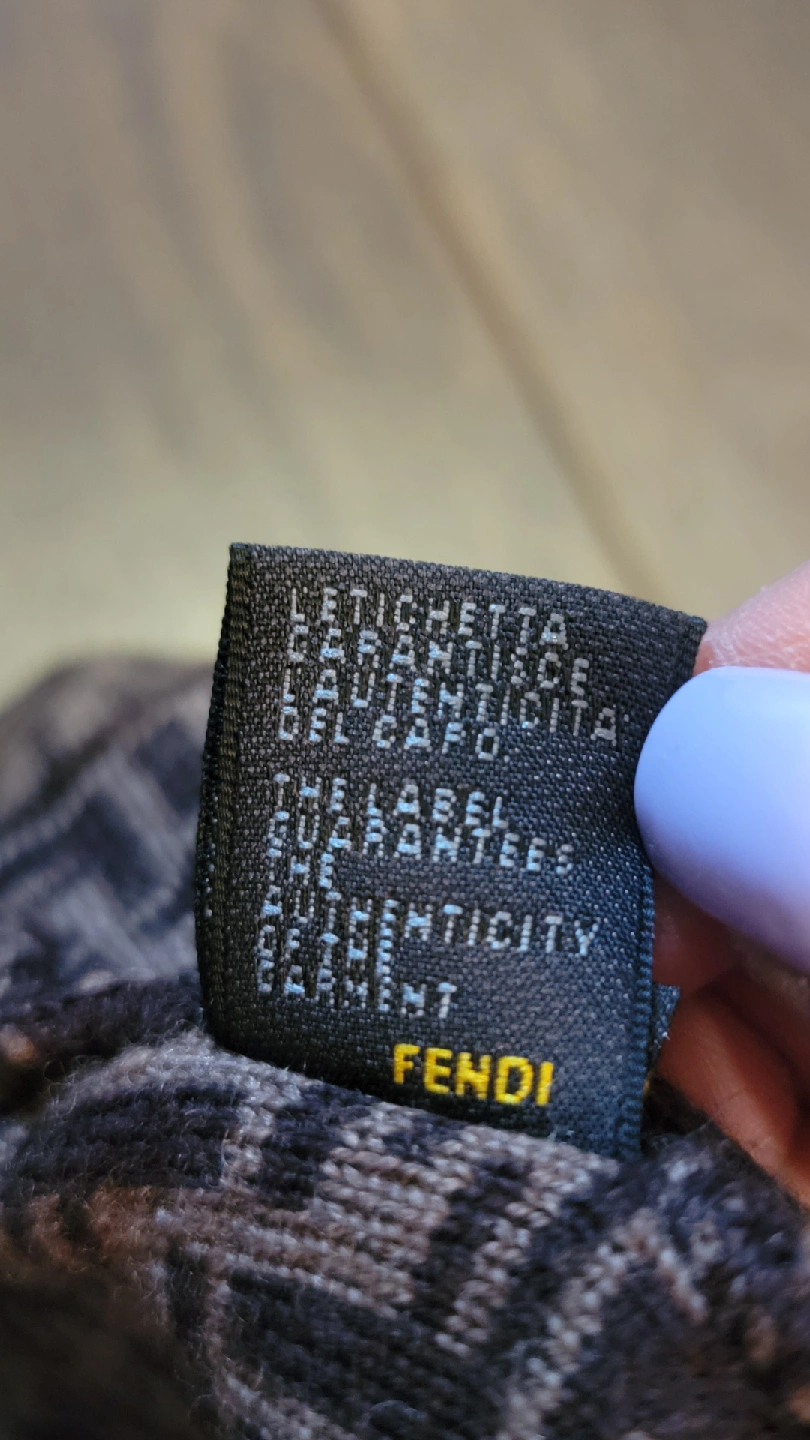 L'ETICHETTA
GARANTISCE
L'AUTENTICITA'
DEL CAPO.
THE LABEL
GUARANTEES
THE
AUTHENTICITY
OF THE
GARMENT
FENDI